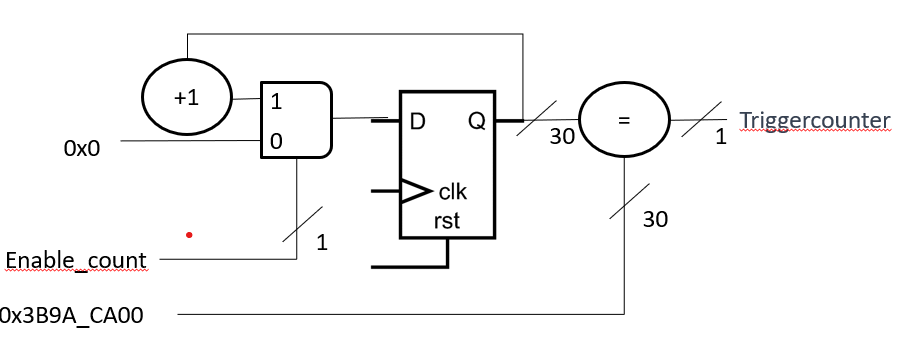 +1
1
0
0x0
D
Q
clk
rst
30
=
1
Triggercounter
30
1
Enable_count
0x3B9A_CA00